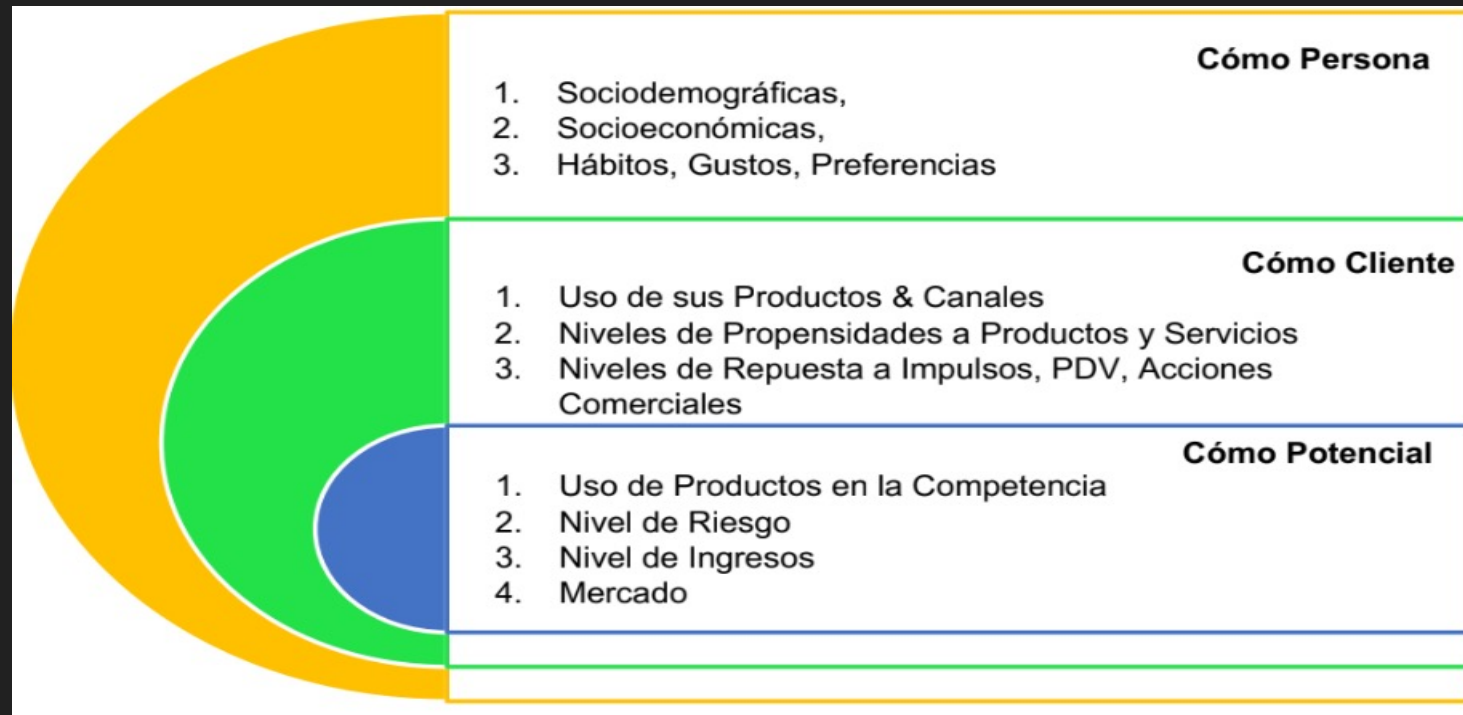 Cómo Persona
1. Sociodemográficas,
2. Socioeconómicas,
3. Hábitos, Gustos, Preferencias
Cómo Cliente
1. Uso de sus Productos & Canales
2. Niveles de Propensidades a Productos y Servicios
3. Niveles de Repuesta a Impulsos, PDV, Acciones
Comerciales
Cómo Potencial
1. Uso de Productos en la Competencia
2. Nivel de Riesgo
3. Nivel de Ingresos
4. Mercado